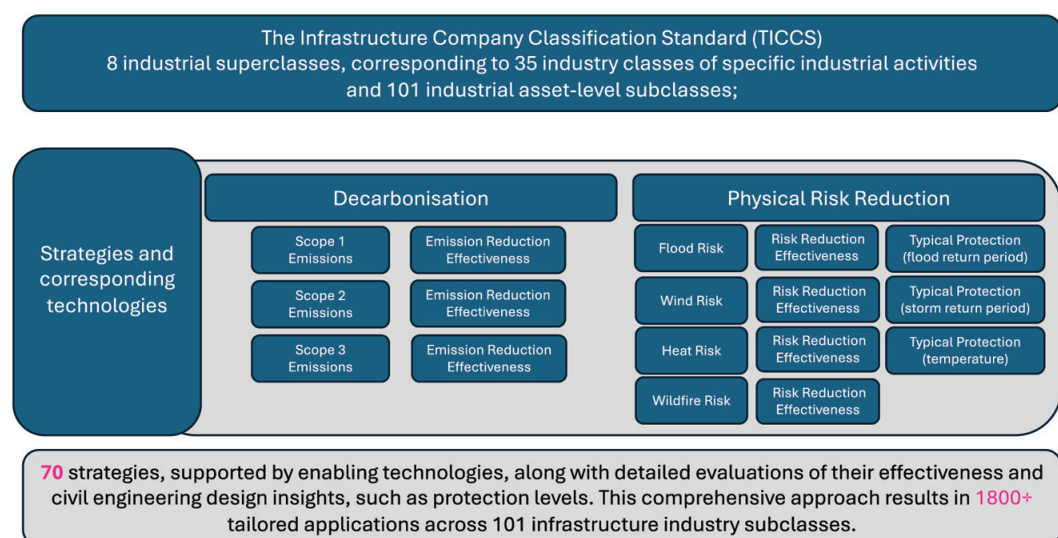 The Infrastructure Company Classification Standard (TICCS)
8 industrial superclasses, corresponding to 35 industry classes of specific industrial activities
and 101 industrial asset-level subclasses;
Strategies and
corresponding
technologies
Decarbonisation
Scope 1
Emissions
Emission Reduction
Effectiveness
Scope 2
Emissions
Emission Reduction
Effectiveness
Scope 3
Emissions
Emission Reduction
Effectiveness
Physical Risk Reduction
Flood Risk
Risk Reduction
Effectiveness
Typical Protection
(flood return period)
Wind Risk
Risk Reduction
Effectiveness
Typical Protection
(storm return period)
Heat Risk
Risk Reduction
Effectiveness
Typical Protection
(temperature)
Wildfire Risk
Risk Reduction
Effectiveness
70 strategies, supported by enabling technologies, along with detailed evaluations of their effectiveness and
civil engineering design insights, such as protection levels. This comprehensive approach results in 1800+
tailored applications across 101 infrastructure industry subclasses.